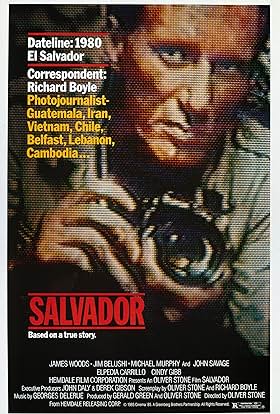 Dateline: 1980
El Salvador
Correspondent:
Richard Boyle
Photojournalist-
Guatemala, Iran,
Vietnam, Chile,
Belfast, Lebanon,
Cambodia...
SALVADOR
Based on a true story.
JAMES WOODS · JIM BELUSHI · MICHAEL MURPHY AND JOHN SAVAGE
ELPEDIA CARRILLO CINDY GIBB
HEMDALE FILM CORPORATION Presents An OLIVER STONE Film SALVADOR
Executive Producers JOHN DALY & DEREK GIBSON Screenplay by OLIVER STONE and RICHARD BOYLE
Music by GEORGES DELERUE Produced by GERALD GREEN and OLIVER STONE Directed by OLIVER STONE
From HEMDALE RELEASING CORP.